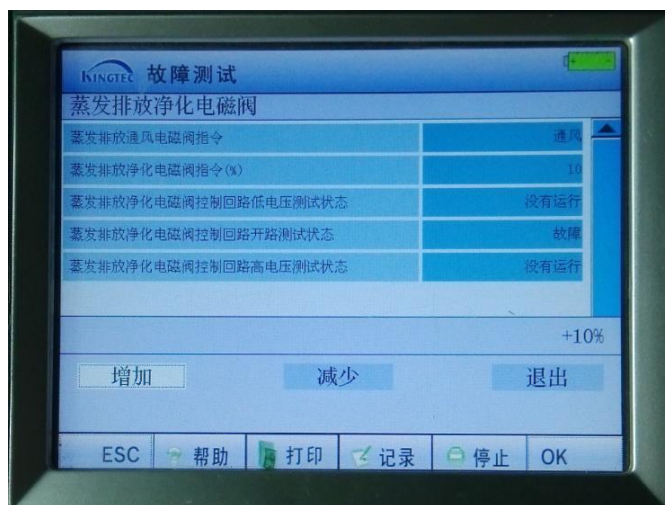 KINGTEC 故障测试
蒸发排放净化电磁阀
蒸发排放通风电磁阀指令 通风
蒸发排放净化电磁阀指令(%) 10
蒸发排放净化电磁阀控制回路低电压测试状态 没有运行
蒸发排放净化电磁阀控制回路开路测试状态 故障
蒸发排放净化电磁阀控制回路高电压测试状态 没有运行
+10%
增加 减少 退出
ESC 帮助 打印 记录 停止 OK